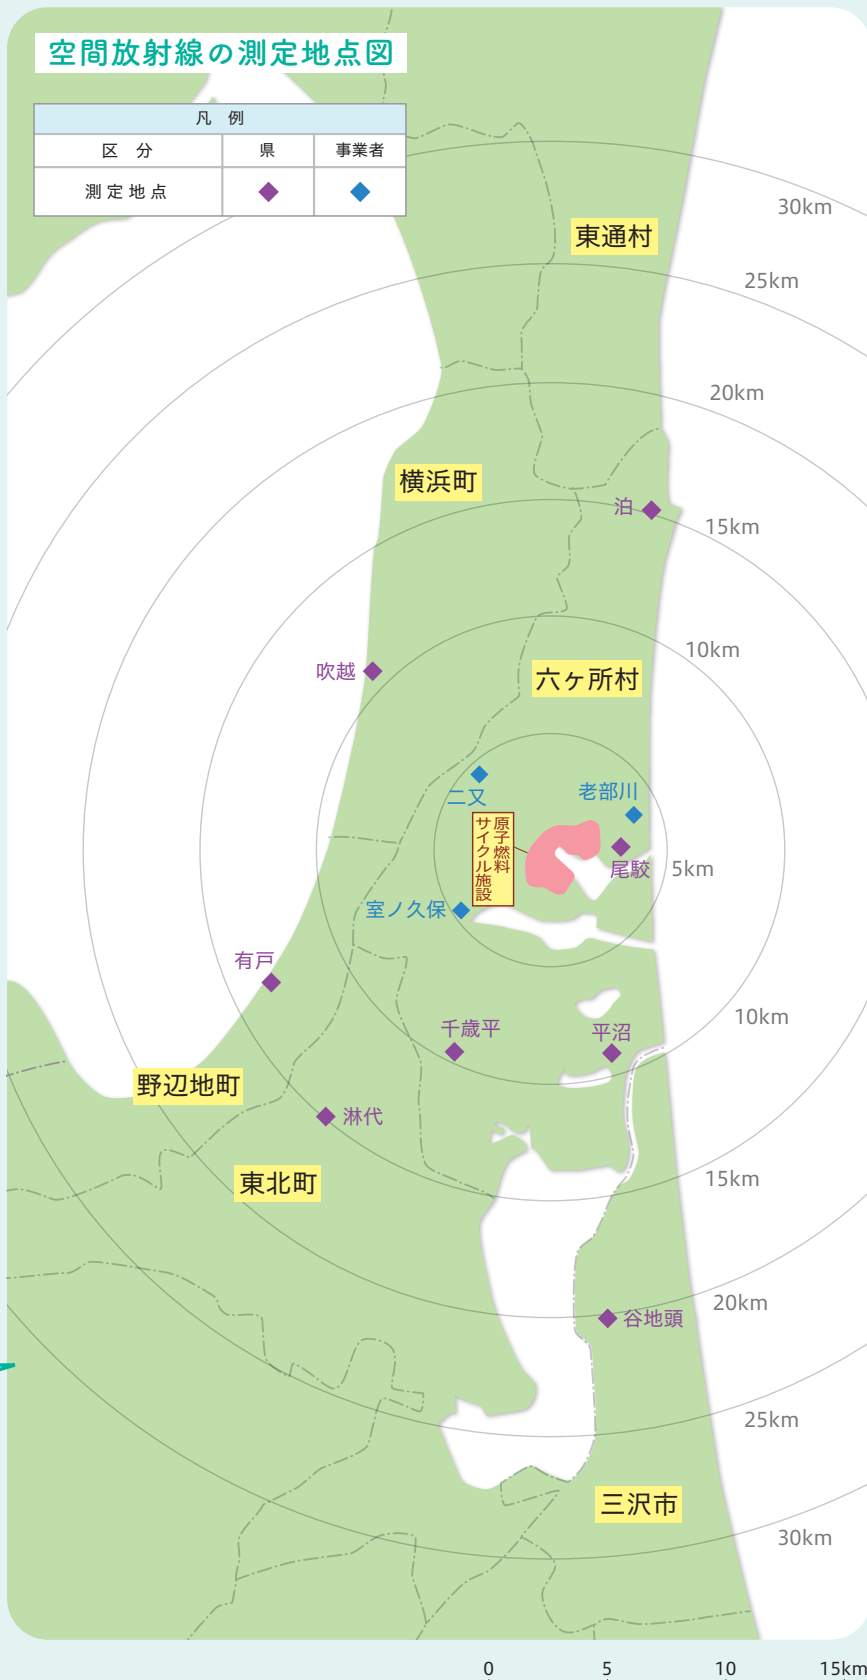 空間放射線の測定地点図
凡 例
区 分 県 事業者
測定地点
30km
東通村
25km
20km
横浜町
泊
15km
10km
吹越
六ヶ所村
二又
老部川
原子燃料
サイクル施設
尾駮
5km
室ノ久保
有戸
10km
千歳平
平沼
野辺地町
淋代
東北町
15km
20km
谷地頭
25km
三沢市
30km
0 5 10 15km